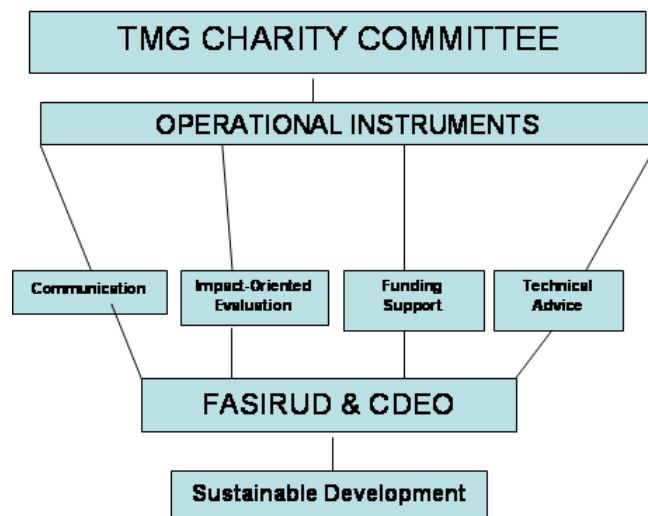 TMG CHARITY COMMITTEE
OPERATIONAL INSTRUMENTS
Communication
Impact-Oriented
Evaluation
Funding
Support
Technical
Advice
FASIRUD & CDEO
Sustainable Development